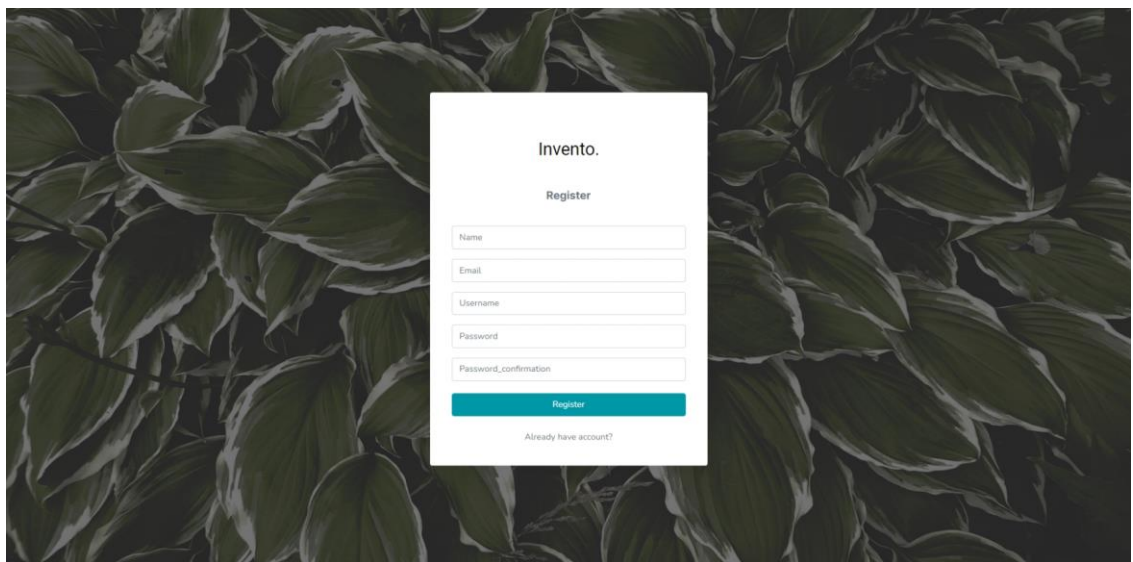 Invento.
Register
Name
Email
Username
Password
Password_confirmation
Register
Already have account?